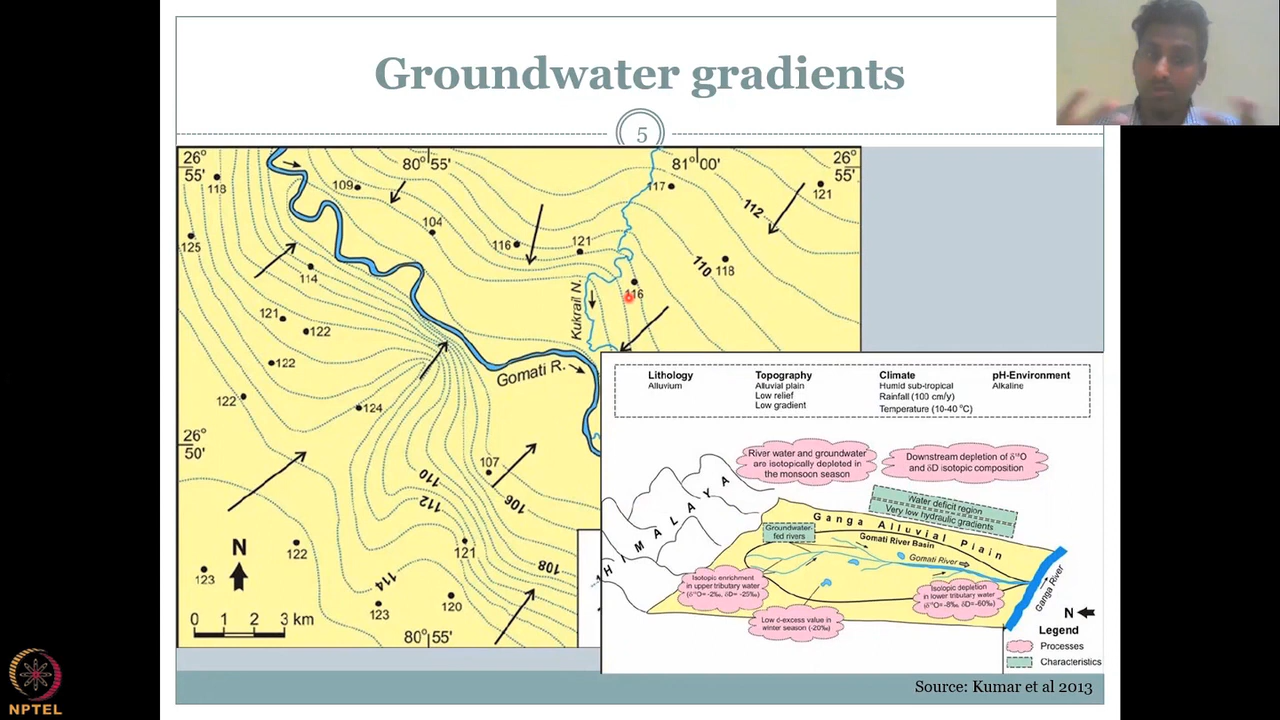 Groundwater gradients
5
26°
55'
80° 55'
81° 00'
26°
55'
118
109
117
121
112
104
125
116
121
110
118
114
116
121
122
Kukrail N.
122
Gomati R.
122
124
26°
50'
107
106
110
112
N
122
121
108
123
114
123
120
0 1 2 3 km
80° 55'
Lithology
Alluvium
Topography
Alluvial plain
Low relief
Low gradient
Climate
Humid sub-tropical
Rainfall (100 cm/y)
Temperature (10-40 °C)
pH-Environment
Alkaline
River water and groundwater
are isotopically depleted in
the monsoon season
Downstream depletion of δ¹⁸O
and δD isotopic composition
HIMALAYA
Water deficit region
Very low hydraulic gradients
Ganga Alluvial Plain
Groundwater-
fed rivers
Gomati River Basin
Gomati River
Isotopic enrichment
in upper tributary water
(δ¹⁸O= -2‰, δD= -25‰)
Isotopic depletion
in lower tributary water
(δ¹⁸O=-8‰, δD=-60‰)
Low d-excess value in
winter season (-20‰)
Ganga River
N
Legend
Processes
Characteristics
Source: Kumar et al 2013
NPTEL